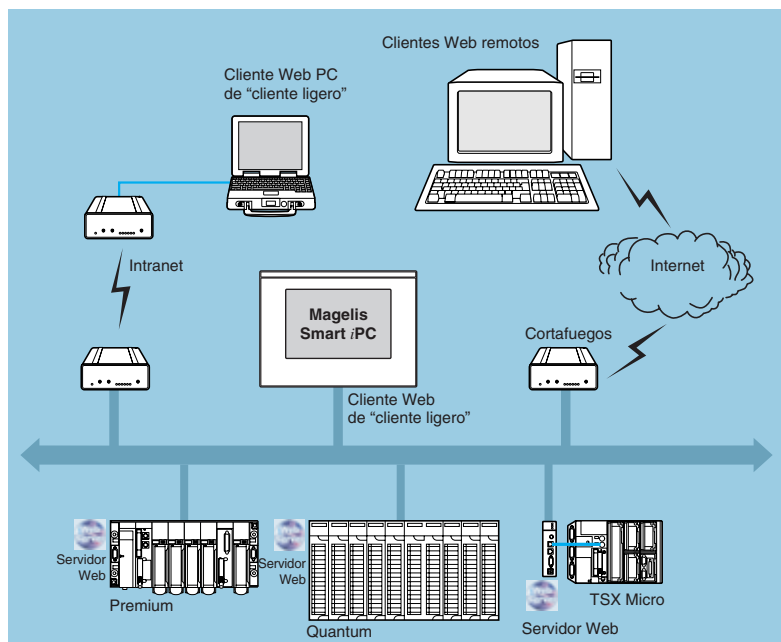 Clientes Web remotos
Cliente Web PC
de “cliente ligero”
Intranet
Internet
Magelis
Smart iPC
Cortafuegos
Cliente Web
de “cliente ligero”
Servidor
Web
Premium
Servidor
Web
Quantum
TSX Micro
Servidor Web